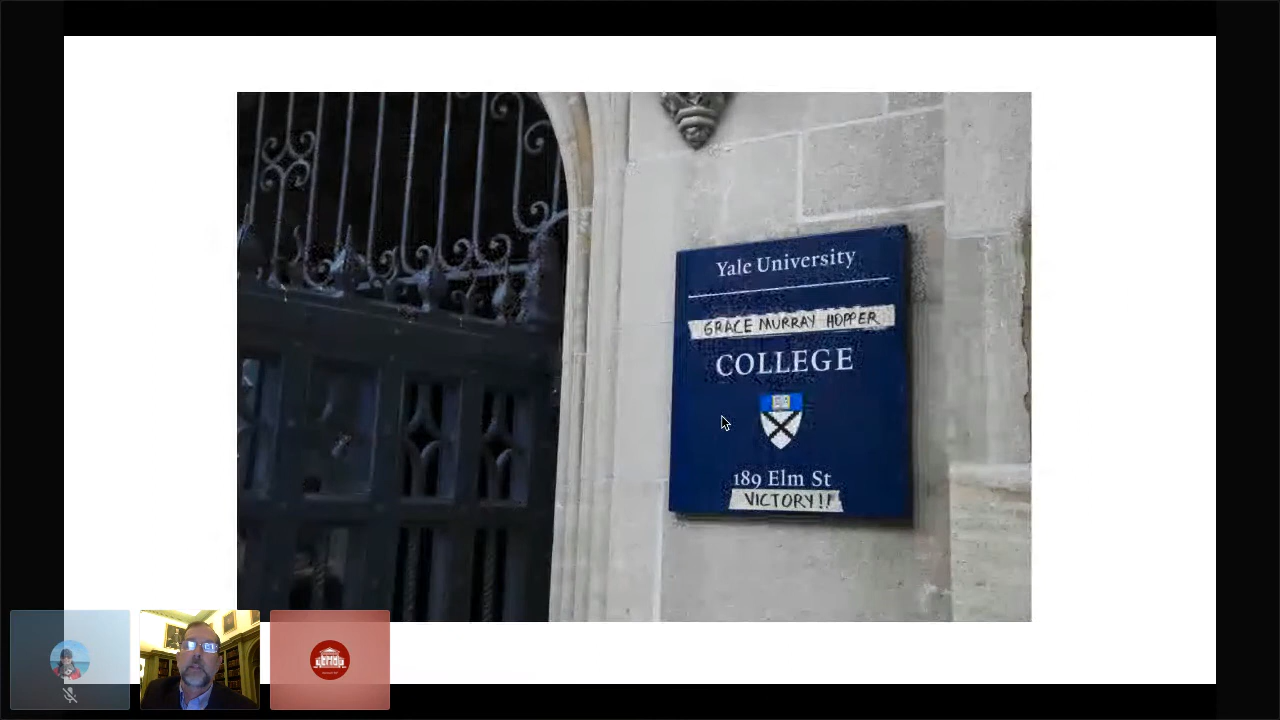 Yale University
GRACE MURRAY HOPPER
COLLEGE
189 Elm St
VICTORY!!